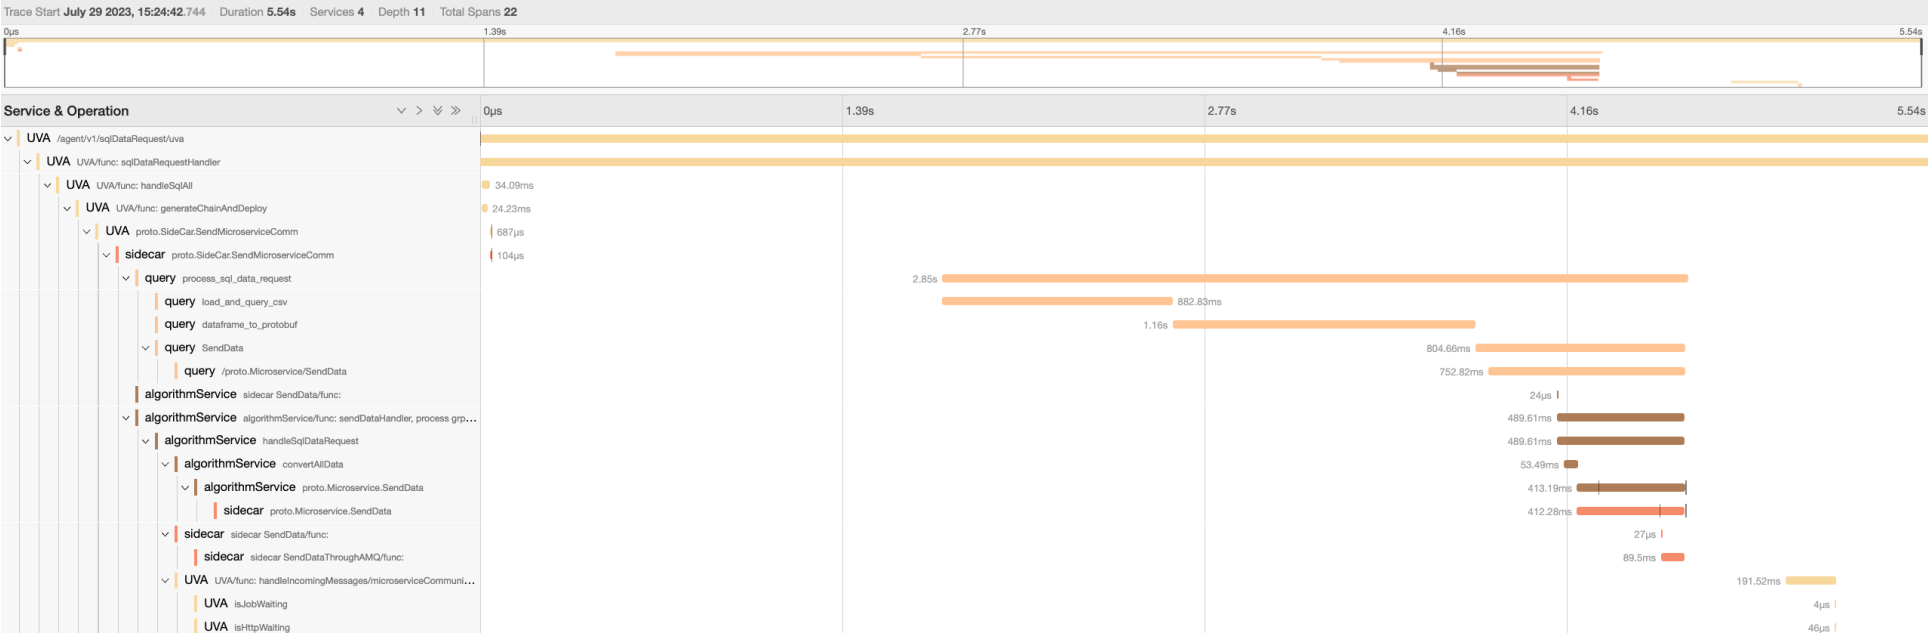 Trace Start July 29 2023, 15:24:42.744 Duration 5.54s Services 4 Depth 11 Total Spans 22
0μs 1.39s 2.77s 4.16s 5.54s
Service & Operation 0μs 1.39s 2.77s 4.16s 5.54s
UVA /agent/v1/sqlDataRequest/uva
UVA UVA/func: sqlDataRequestHandler
UVA UVA/func: handleSqlAll 34.09ms
UVA UVA/func: generateChainAndDeploy 24.23ms
UVA proto.SideCar.SendMicroserviceComm 687μs
sidecar proto.SideCar.SendMicroserviceComm 104μs
query process_sql_data_request 2.85s
query load_and_query_csv 882.83ms
query dataframe_to_protobuf 1.16s
query SendData 804.66ms
query /proto.Microservice/SendData 752.82ms
algorithmService sidecar SendData/func: 24μs
algorithmService algorithmService/func: sendDataHandler, process grp... 489.61ms
algorithmService handleSqlDataRequest 489.61ms
algorithmService convertAllData 53.49ms
algorithmService proto.Microservice.SendData 413.19ms
sidecar proto.Microservice.SendData 412.28ms
sidecar sidecar SendData/func: 27μs
sidecar sidecar SendDataThroughAMQ/func: 89.5ms
UVA UVA/func: handleIncomingMessages/microserviceCommuni... 191.52ms
UVA isJobWaiting 4μs
UVA isHttpWaiting 46μs